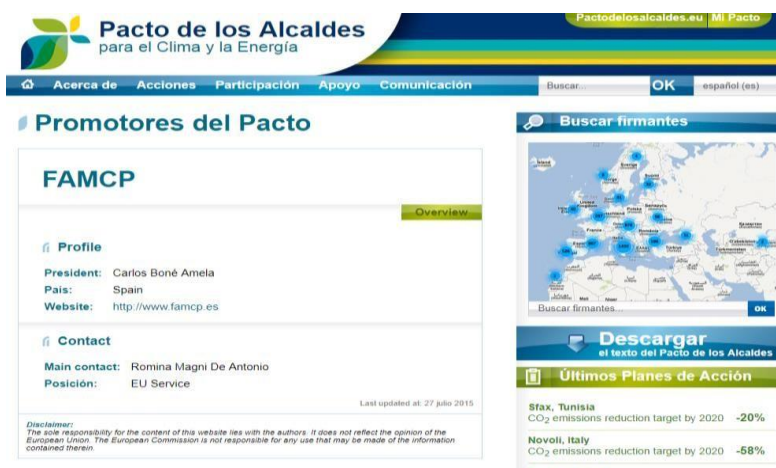 Pactodelosalcaldes.eu Mi Pacto
Pacto de los Alcaldes
para el Clima y la Energía
Acerca de Acciones Participación Apoyo Comunicación
Buscar... OK español (es)
Promotores del Pacto
FAMCP
Overview
Profile
President: Carlos Boné Amela
Pais: Spain
Website: http://www.famcp.es
Contact
Main contact: Romina Magni De Antonio
Posición: EU Service
Last updated at: 27 julio 2015
Disclaimer:
The sole responsibility for the content of this website lies with the authors. It does not reflect the opinion of the
European Union. The European Commission is not responsible for any use that may be made of the information
contained therein.
Buscar firmantes
Buscar firmantes... OK
Descargar
el texto del Pacto de los Alcaldes
Últimos Planes de Acción
Sfax, Tunisia
CO₂ emissions reduction target by 2020 -20%
Novoli, Italy
CO₂ emissions reduction target by 2020 -58%